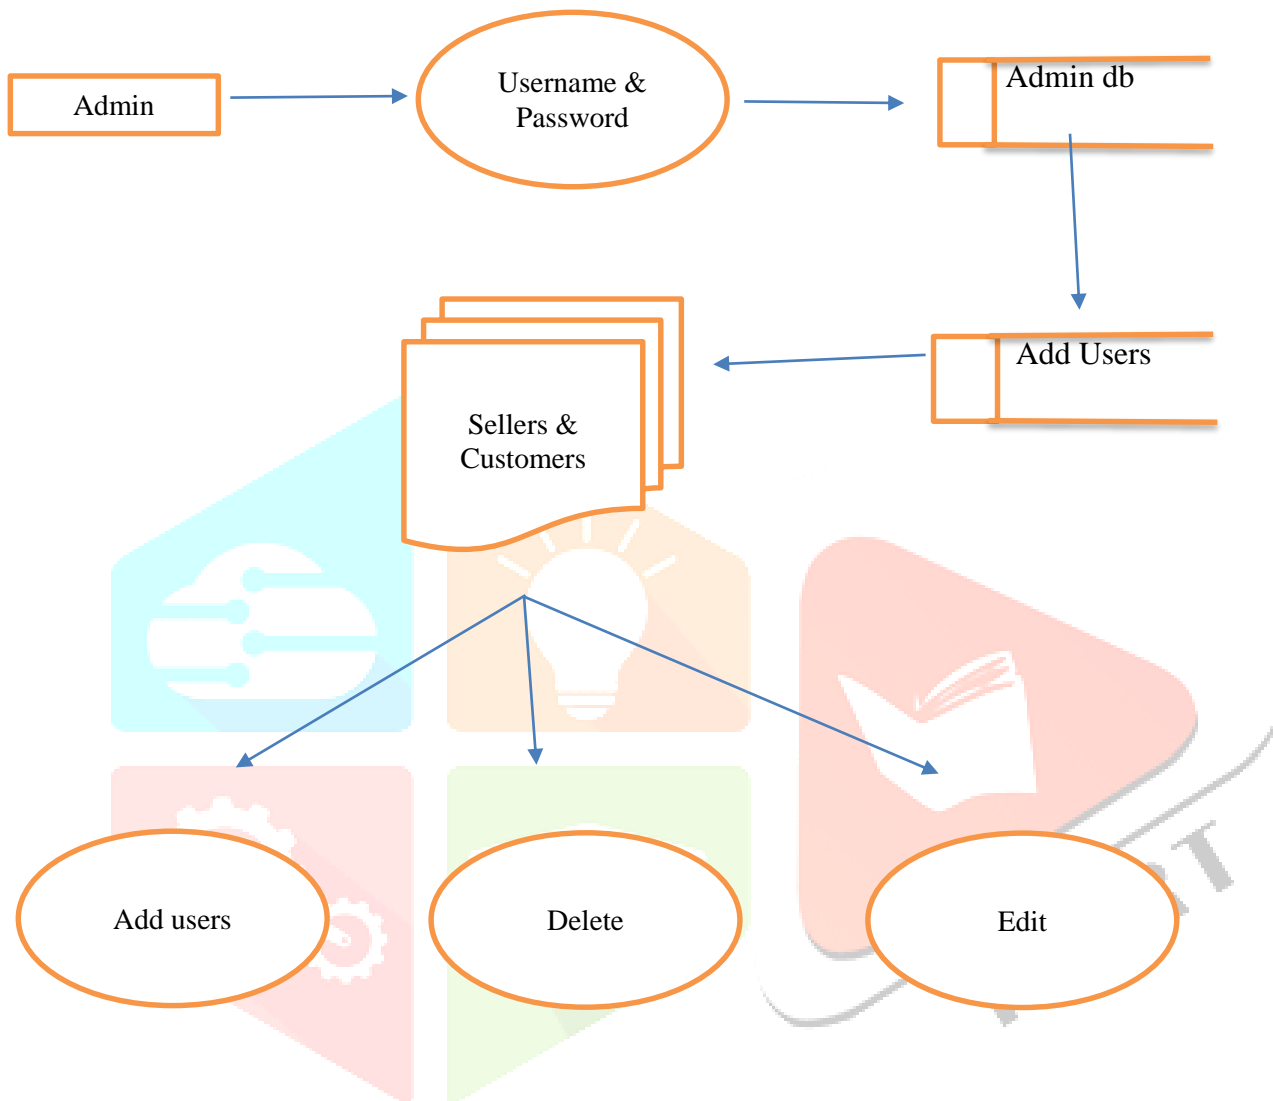 Admin
Username &
Password
Admin db
Add Users
Sellers &
Customers
Add users
Delete
Edit